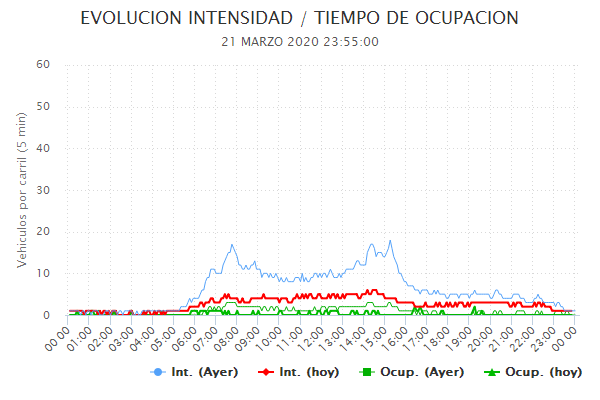 EVOLUCION INTENSIDAD / TIEMPO DE OCUPACION
21 MARZO 2020 23:55:00
Vehiculos por carril (5 min)
60
50
40
30
20
10
0
00:00 01:00 02:00 03:00 04:00 05:00 06:00 07:00 08:00 09:00 10:00 11:00 12:00 13:00 14:00 15:00 16:00 17:00 18:00 19:00 20:00 21:00 22:00 23:00 00:00
Int. (Ayer) Int. (hoy) Ocup. (Ayer) Ocup. (hoy)